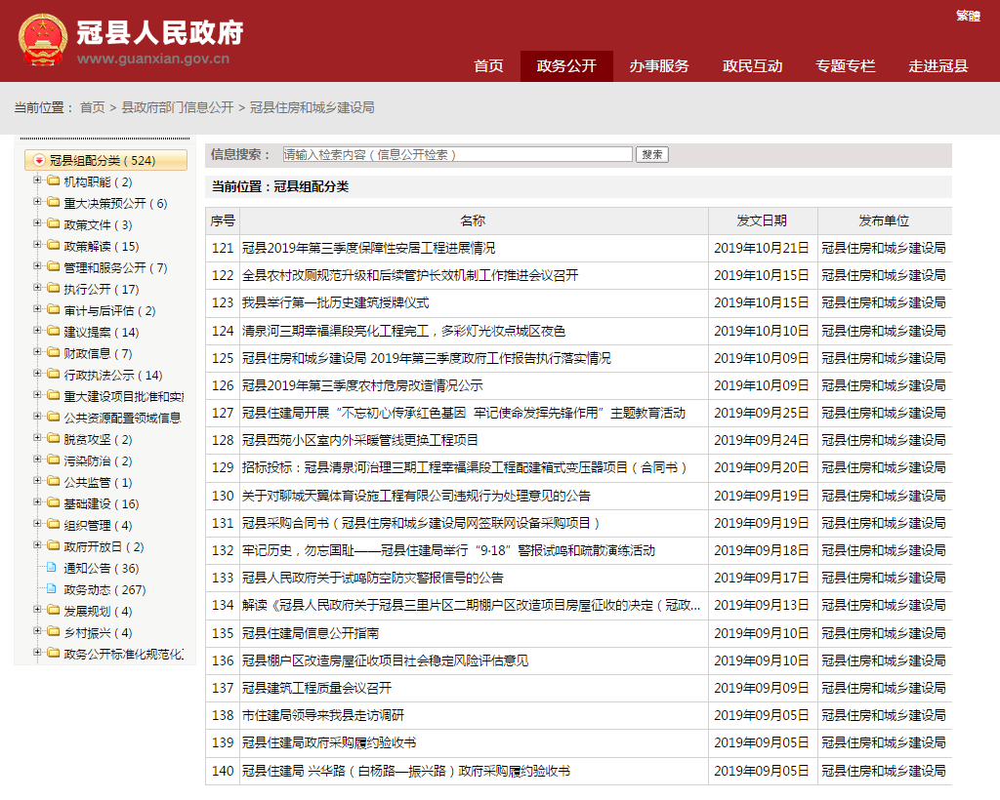 繁體
冠县人民政府
www.guanxian.gov.cn
首页 政务公开 办事服务 政民互动 专题专栏 走进冠县
当前位置： 首页 > 县政府部门信息公开 > 冠县住房和城乡建设局
冠县组配分类 ( 524)
机构职能 ( 2)
重大决策预公开 ( 6)
政策文件 ( 3)
政策解读 ( 15)
管理和服务公开 ( 7)
执行公开 ( 17)
审计与后评估 ( 2)
建议提案 ( 14)
财政信息 ( 7)
行政执法公示 ( 14)
重大建设项目批准和实施
公共资源配置领域信息
脱贫攻坚 ( 2)
污染防治 ( 2)
公共监管 ( 1)
基础建设 ( 16)
组织管理 ( 4)
政府开放日 ( 2)
通知公告 ( 36)
政务动态 ( 267)
发展规划 ( 4)
乡村振兴 ( 4)
政务公开标准化规范化工
信息搜索： 请输入检索内容（信息公开检索） 搜索
当前位置：冠县组配分类
序号 名称 发文日期 发布单位
121 冠县2019年第三季度保障性安居工程进展情况 2019年10月21日 冠县住房和城乡建设局
122 全县农村改厕规范升级和后续管护长效机制工作推进会议召开 2019年10月15日 冠县住房和城乡建设局
123 我县举行第一批历史建筑授牌仪式 2019年10月15日 冠县住房和城乡建设局
124 清泉河三期幸福渠段亮化工程完工，多彩灯光妆点城区夜色 2019年10月10日 冠县住房和城乡建设局
125 冠县住房和城乡建设局 2019年第三季度政府工作报告执行落实情况 2019年10月09日 冠县住房和城乡建设局
126 冠县2019年第三季度农村危房改造情况公示 2019年10月09日 冠县住房和城乡建设局
127 冠县住建局开展“不忘初心传承红色基因 牢记使命发挥先锋作用”主题教育活动 2019年09月25日 冠县住房和城乡建设局
128 冠县西苑小区室内外采暖管线更换工程项目 2019年09月24日 冠县住房和城乡建设局
129 招标投标：冠县清泉河治理三期工程幸福渠段工程配建箱式变压器项目（合同书） 2019年09月20日 冠县住房和城乡建设局
130 关于对聊城天翼体育设施工程有限公司违规行为处理意见的公告 2019年09月19日 冠县住房和城乡建设局
131 冠县采购合同书（冠县住房和城乡建设局网签联网设备采购项目） 2019年09月19日 冠县住房和城乡建设局
132 牢记历史，勿忘国耻——冠县住建局举行“9·18”警报试鸣和疏散演练活动 2019年09月18日 冠县住房和城乡建设局
133 冠县人民政府关于试鸣防空防灾警报信号的公告 2019年09月17日 冠县住房和城乡建设局
134 解读《冠县人民政府关于冠县三里片区二期棚户区改造项目房屋征收的决定（冠政... 2019年09月13日 冠县住房和城乡建设局
135 冠县住建局信息公开指南 2019年09月10日 冠县住房和城乡建设局
136 冠县棚户区改造房屋征收项目社会稳定风险评估意见 2019年09月10日 冠县住房和城乡建设局
137 冠县建筑工程质量会议召开 2019年09月09日 冠县住房和城乡建设局
138 市住建局领导来我县走访调研 2019年09月05日 冠县住房和城乡建设局
139 冠县住建局政府采购履约验收书 2019年09月05日 冠县住房和城乡建设局
140 冠县住建局 兴华路（白杨路—振兴路）政府采购履约验收书 2019年09月05日 冠县住房和城乡建设局